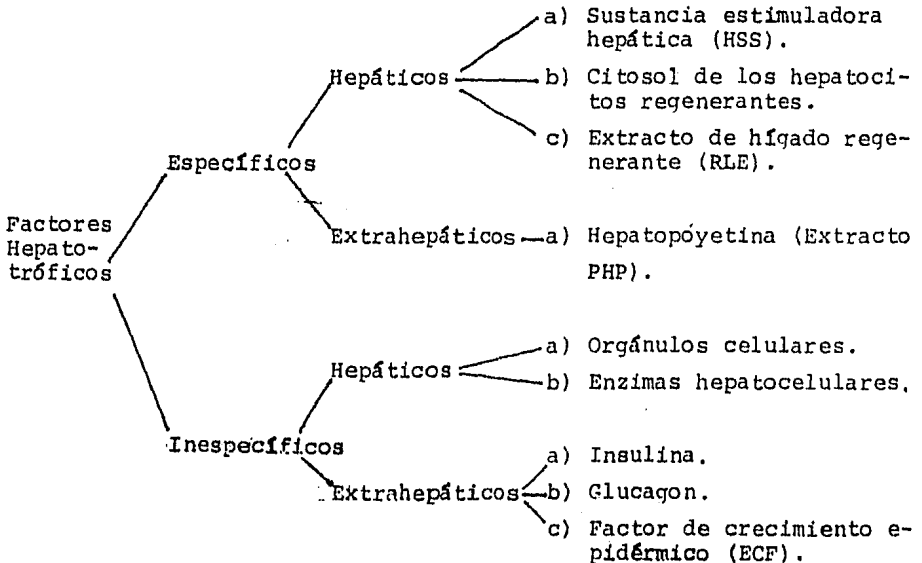 a) Sustancia estimuladora
hepática (HSS).
Hepáticos
b) Citosol de los hepatoci-
tos regenerantes.
c) Extracto de hígado rege-
nerante (RLE).
Específicos
Factores
Hepato-
tróficos
Extrahepáticos
a) Hepatopóyetina (Extracto
PHP).
Hepáticos
a) Orgánulos celulares.
b) Enzimas hepatocelulares.
Inespecíficos
Extrahepáticos
a) Insulina.
b) Glucagon.
c) Factor de crecimiento e-
pidérmico (ECF).